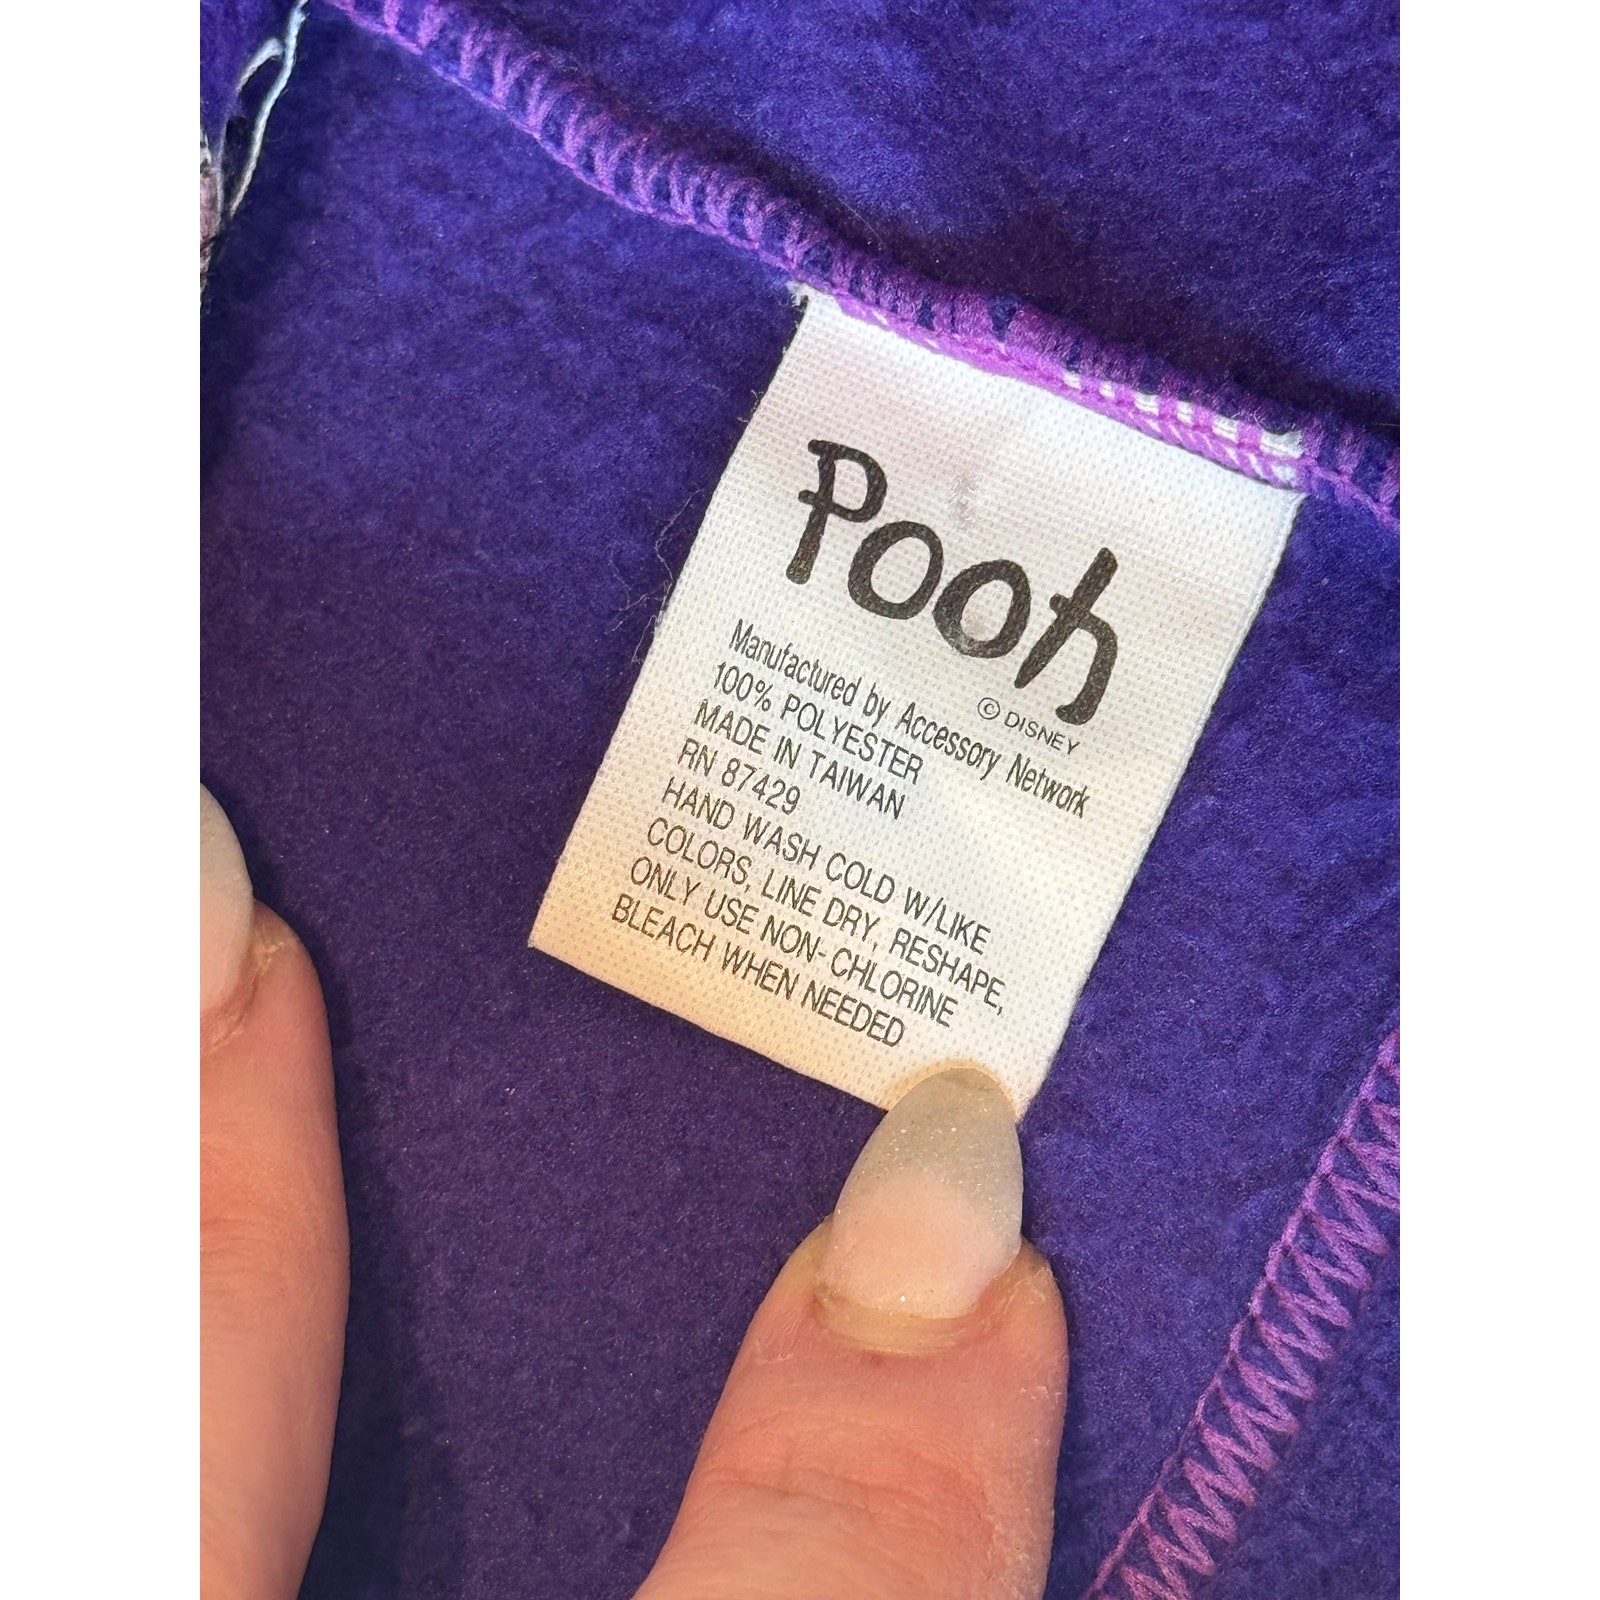 Pooh
© DISNEY
Manufactured by Accessory Network
100% POLYESTER
MADE IN TAIWAN
RN 87429
HAND WASH COLD W/LIKE
COLORS, LINE DRY, RESHAPE,
ONLY USE NON-CHLORINE
BLEACH WHEN NEEDED